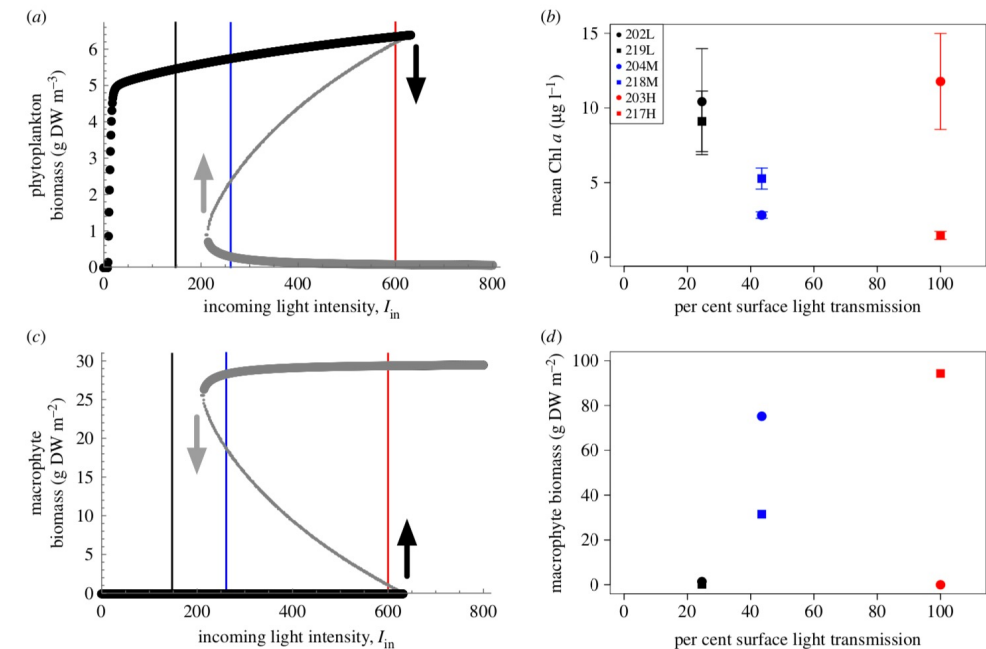 (a)
phytoplankton
biomass (g DW m⁻³)
6
5
4
3
2
1
0
0 200 400 600 800
incoming light intensity, Iin
(b)
mean Chl a (µg l⁻¹)
15
10
5
0
202L
219L
204M
218M
203H
217H
0 20 40 60 80 100
per cent surface light transmission
(c)
macrophyte
biomass (g DW m⁻²)
30
25
20
15
10
5
0
0 200 400 600 800
incoming light intensity, Iin
(d)
macrophyte biomass (g DW m⁻²)
100
80
60
40
20
0
0 20 40 60 80 100
per cent surface light transmission